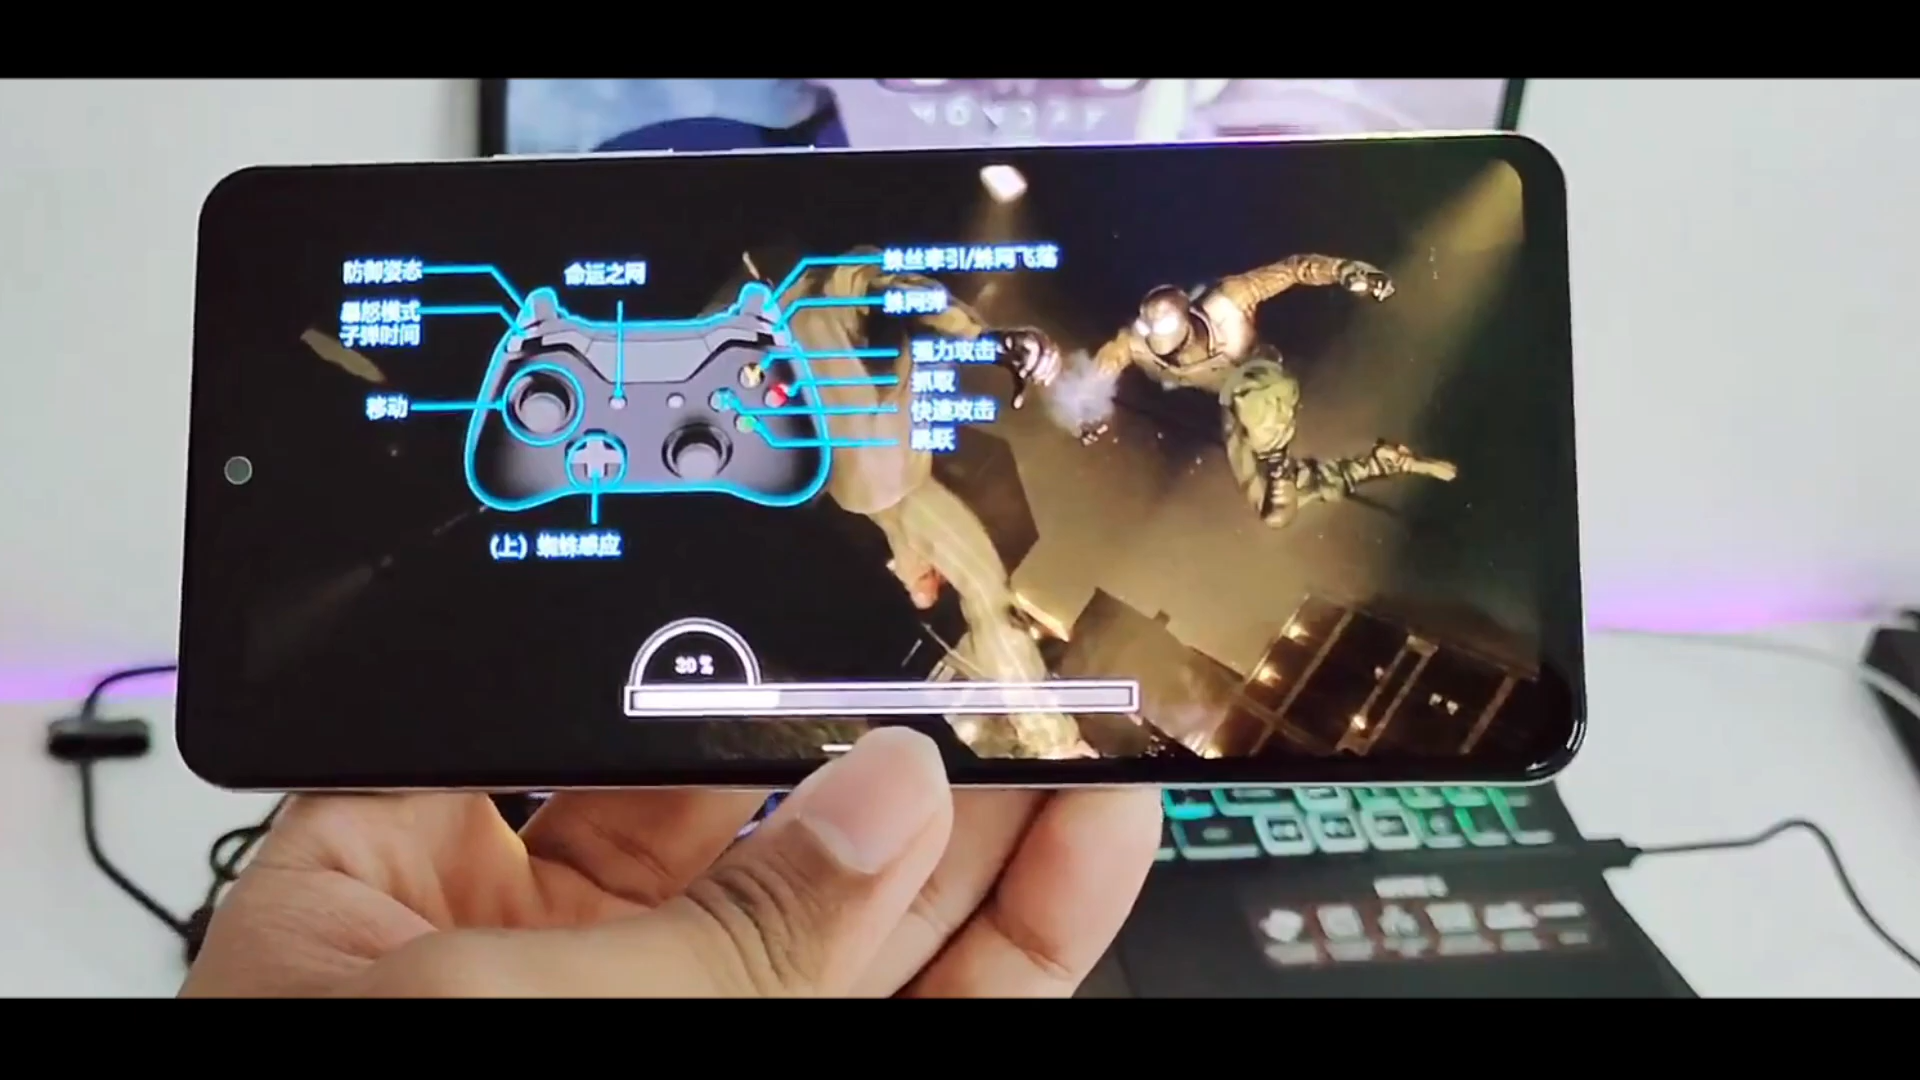 防御姿态
命运之网
蛛丝牵引/蛛网飞荡
暴怒模式
子弹时间
蛛网弹
强力攻击
抓取
移动
快速攻击
跳跃
(上) 蜘蛛感应
30%